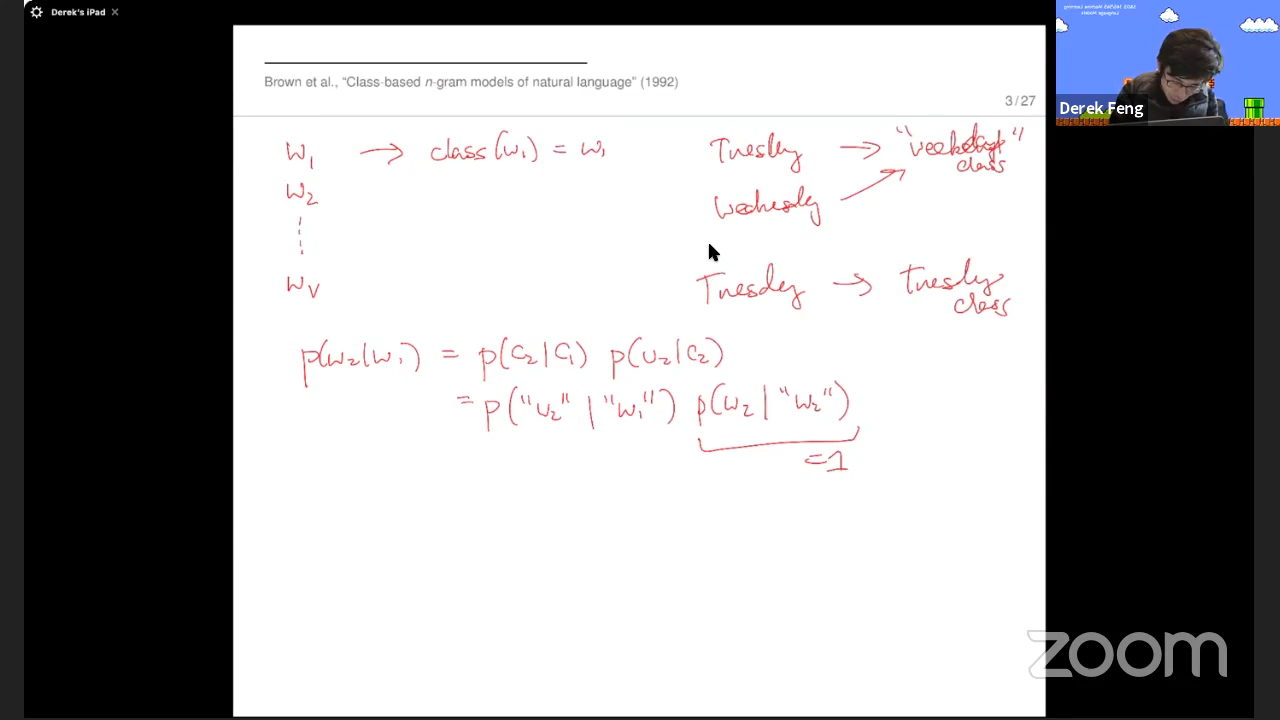 Derek's iPad
Brown et al., "Class-based n-gram models of natural language" (1992)
3 / 27
w₁ → class(w₁) = w₁
Tuesday → "weekday"
class
w₂
Wednesday
Tuesday → Tuesday
class
w_V
p(w₂|w₁) = p(c₂|c₁) p(w₂|c₂)
= p("w₂" | "w₁") p(w₂ | "w₂")
=1
Derek Feng
zoom